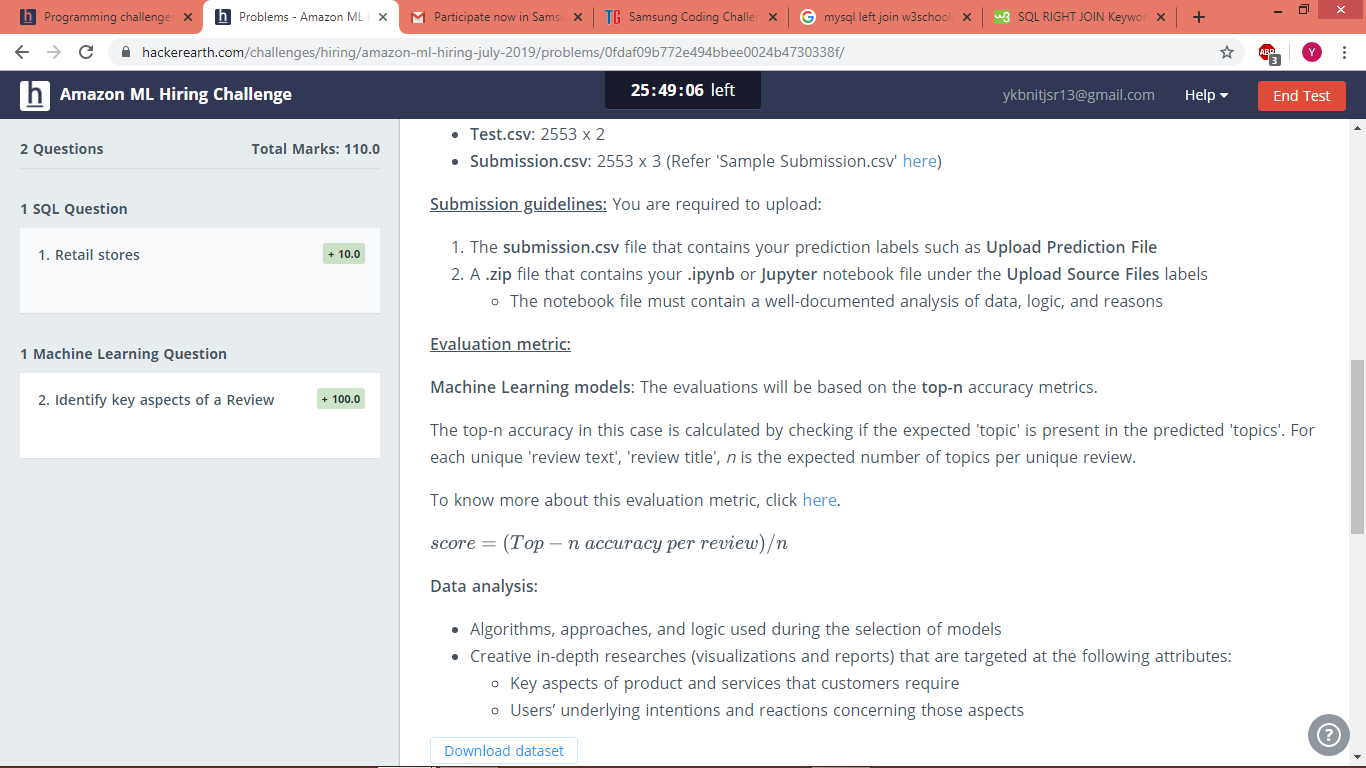 Programming challenges
Problems - Amazon ML
Participate now in Sams
Samsung Coding Challen
mysql left join w3school
SQL RIGHT JOIN Keywor
hackerearth.com/challenges/hiring/amazon-ml-hiring-july-2019/problems/0fdaf09b772e494bbee0024b4730338f/
ABP
3
Y
h
Amazon ML Hiring Challenge
25:49:06 left
ykbnitjsr13@gmail.com
Help
End Test
2 Questions
Total Marks: 110.0
1 SQL Question
1. Retail stores
+ 10.0
1 Machine Learning Question
2. Identify key aspects of a Review
+ 100.0
• Test.csv: 2553 x 2
• Submission.csv: 2553 x 3 (Refer 'Sample Submission.csv' here)
Submission guidelines: You are required to upload:
1. The submission.csv file that contains your prediction labels such as Upload Prediction File
2. A .zip file that contains your .ipynb or Jupyter notebook file under the Upload Source Files labels
○ The notebook file must contain a well-documented analysis of data, logic, and reasons
Evaluation metric:
Machine Learning models: The evaluations will be based on the top-n accuracy metrics.
The top-n accuracy in this case is calculated by checking if the expected 'topic' is present in the predicted 'topics'. For
each unique 'review text', 'review title', n is the expected number of topics per unique review.
To know more about this evaluation metric, click here.
score = (Top − n accuracy per review)/n
Data analysis:
• Algorithms, approaches, and logic used during the selection of models
• Creative in-depth researches (visualizations and reports) that are targeted at the following attributes:
○ Key aspects of product and services that customers require
○ Users’ underlying intentions and reactions concerning those aspects
Download dataset